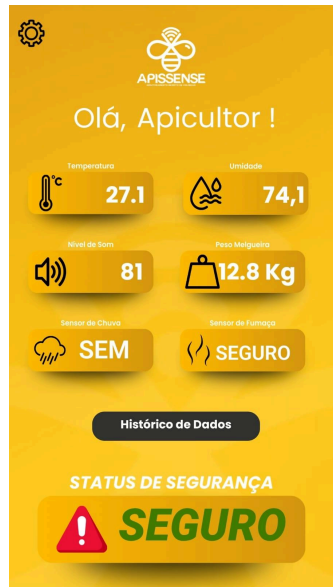 APISSENSE
Olá, Apicultor !
Temperatura
Umidade
°C
27.1
74,1
Nível de Som
Peso Melgueira
81
12.8 Kg
Sensor de Chuva
Sensor de Fumaça
SEM
SEGURO
Histórico de Dados
STATUS DE SEGURANÇA
SEGURO